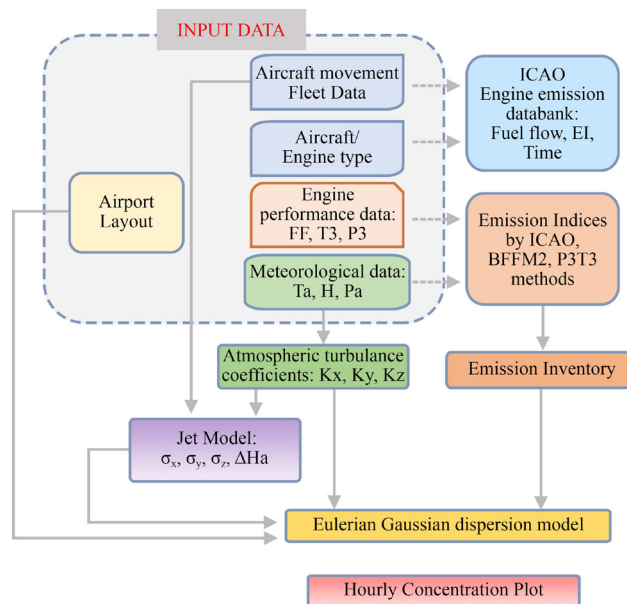 INPUT DATA
Aircraft movement
Fleet Data
ICAO
Engine emission
databank:
Fuel flow, EI,
Time
Aircraft/
Engine type
Airport
Layout
Engine
performance data:
FF, T3, P3
Emission Indices
by ICAO,
BFFM2, P3T3
methods
Meteorological data:
Ta, H, Pa
Atmospheric turbulance
coefficients: Kx, Ky, Kz
Emission Inventory
Jet Model:
σx, σy, σz, ΔHa
Eulerian Gaussian dispersion model
Hourly Concentration Plot